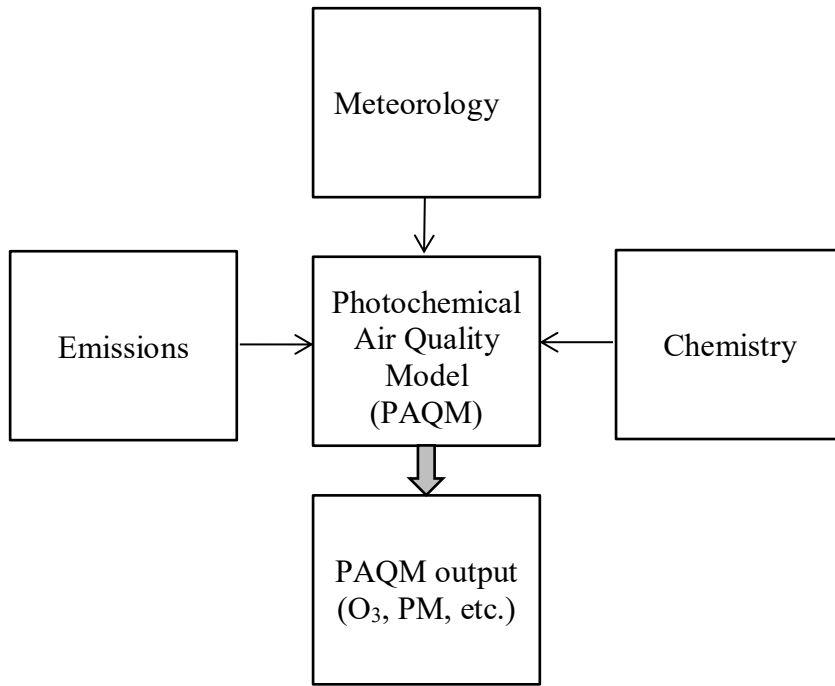 Meteorology
Emissions
Photochemical
Air Quality
Model
(PAQM)
Chemistry
PAQM output
(O₃, PM, etc.)